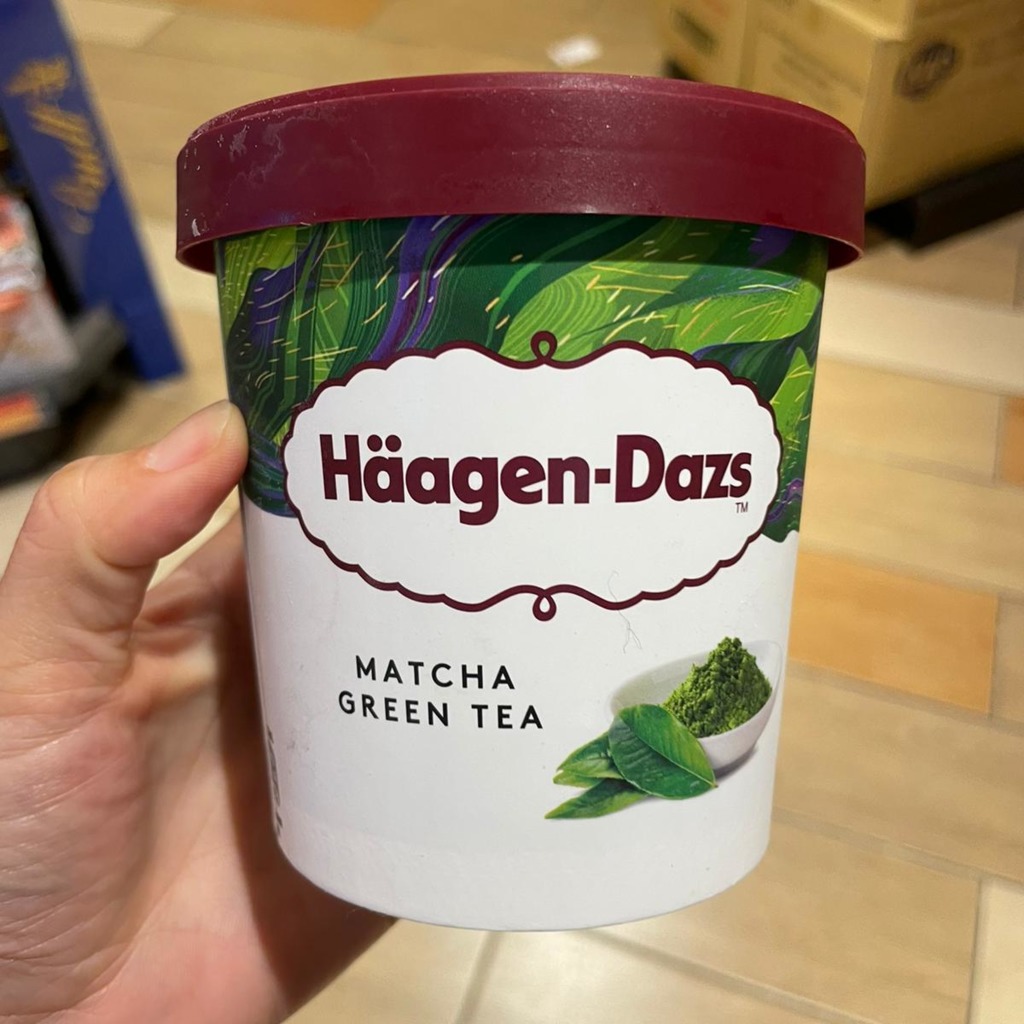 Häagen-Dazs
TM
MATCHA
GREEN TEA